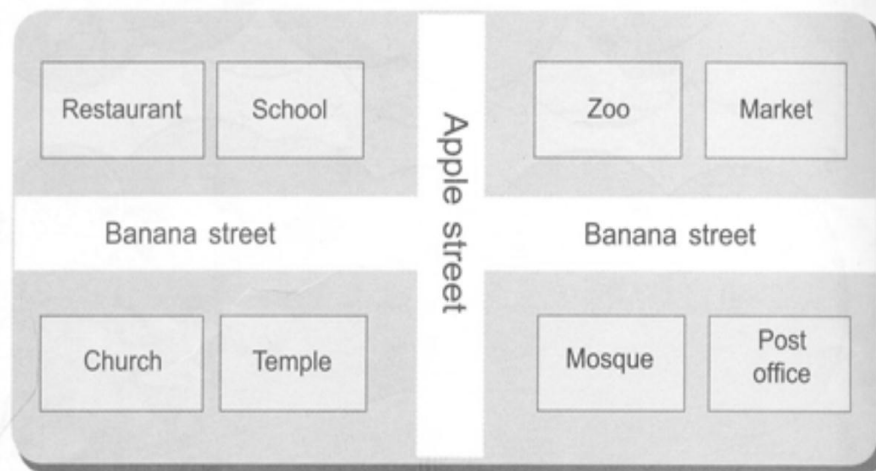 Restaurant
School
Zoo
Market
Apple street
Banana street
Banana street
Church
Temple
Mosque
Post
office